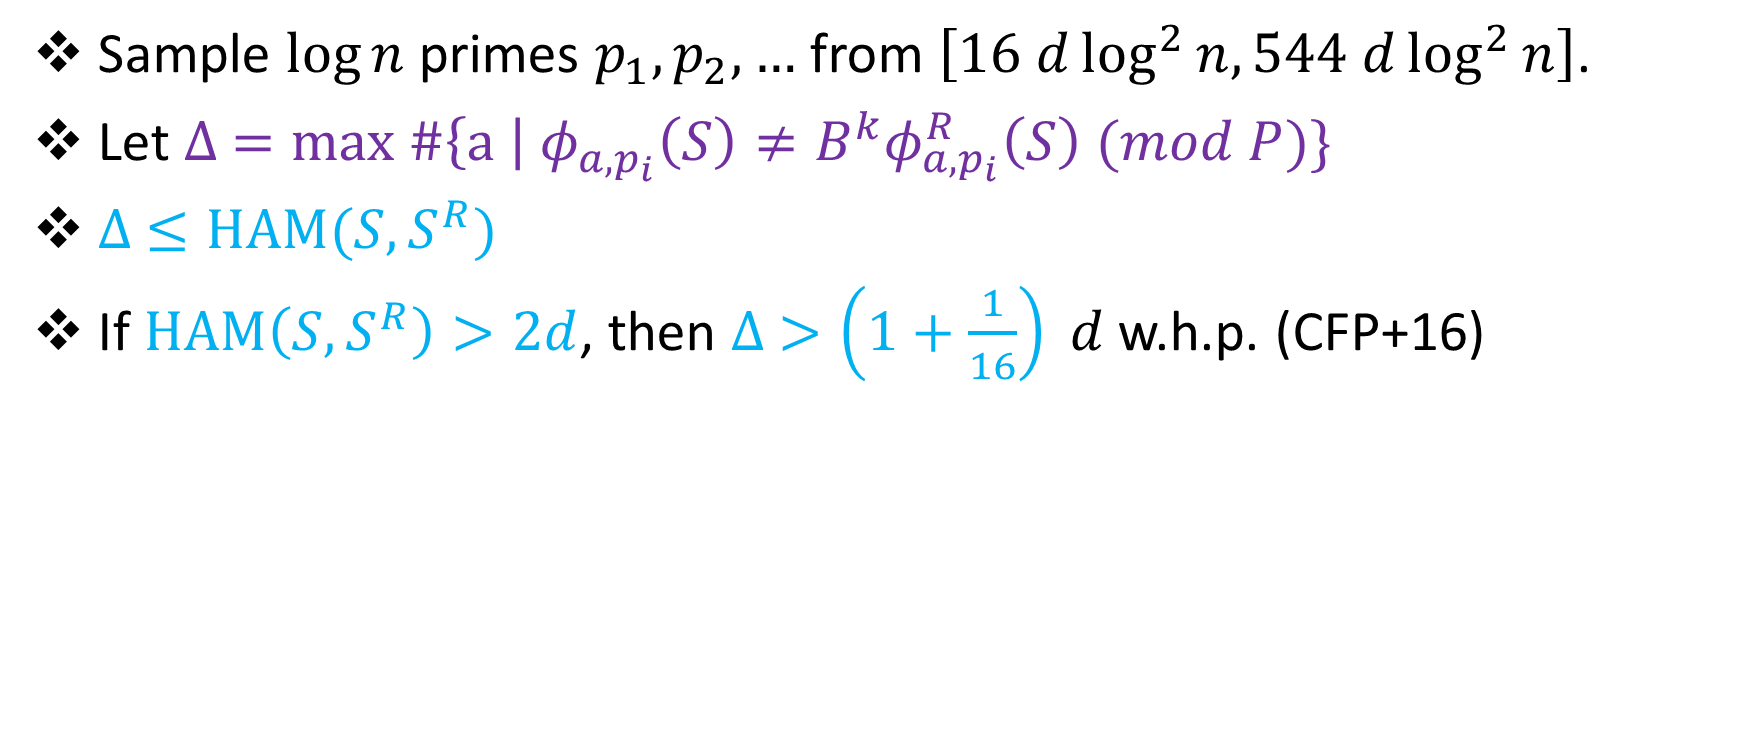 ❖ Sample log n primes p₁, p₂, … from [16 d log² n, 544 d log² n].
❖ Let Δ = max #{a | ϕ_{a,p_i}(S) ≠ B^k ϕ^R_{a,p_i}(S) (mod P)}
❖ Δ ≤ HAM(S, S^R)
❖ If HAM(S, S^R) > 2d, then Δ > (1 + 1/16) d w.h.p. (CFP+16)